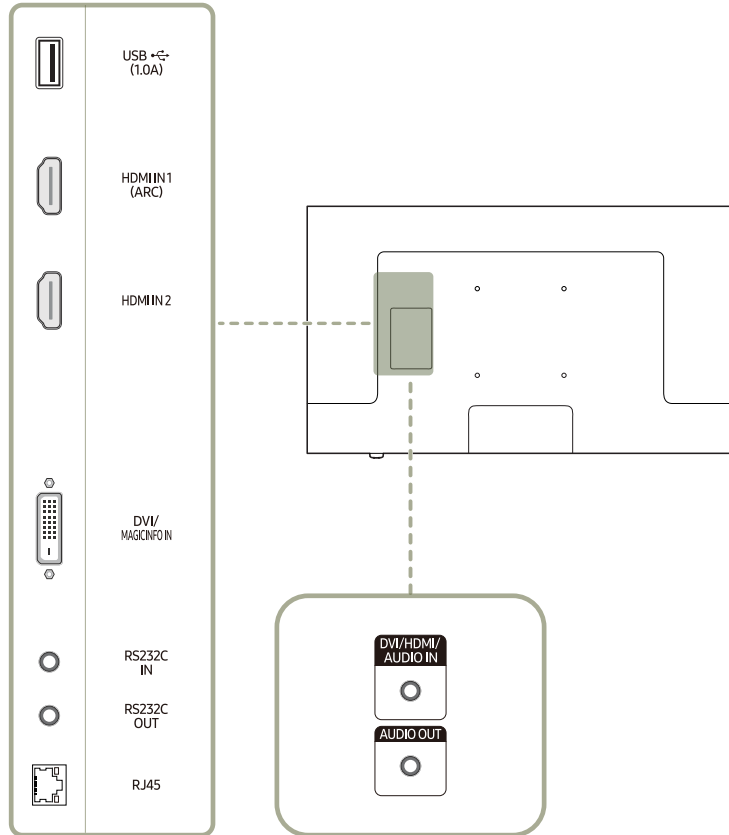 USB
(1.0A)
HDMI IN 1
(ARC)
HDMI IN 2
DVI/
MAGICINFO IN
RS232C
IN
RS232C
OUT
RJ45
DVI/HDMI/
AUDIO IN
AUDIO OUT